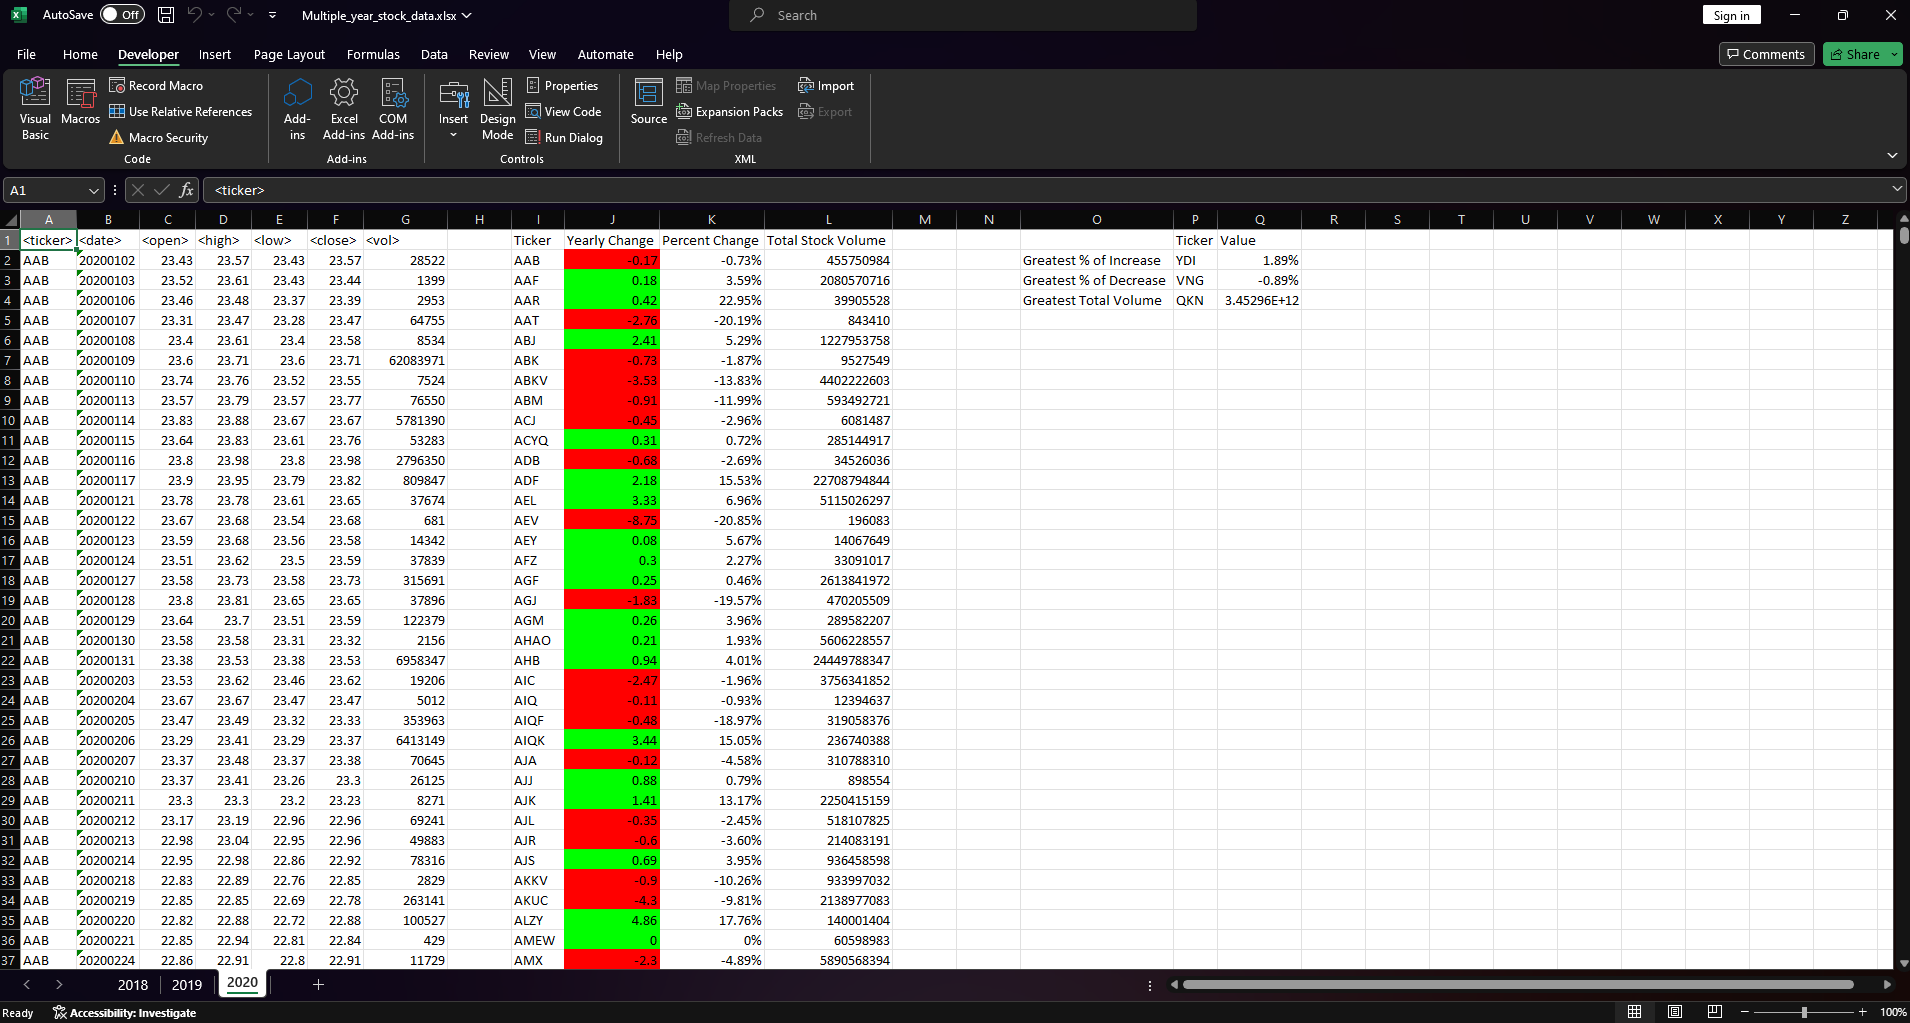 AutoSave Off Multiple_year_stock_data.xlsx Search Sign in
File Home Developer Insert Page Layout Formulas Data Review View Automate Help Comments Share
Visual Basic Macros Record Macro Use Relative References Macro Security Code
Add-ins Excel Add-ins COM Add-ins Add-ins
Insert Design Mode Properties View Code Run Dialog Controls
Source Map Properties Expansion Packs Refresh Data Import Export XML
A1 fx <ticker>
A B C D E F G H I J K L M N O P Q R S T U V W X Y Z
1 <ticker> <date> <open> <high> <low> <close> <vol> Ticker Yearly Change Percent Change Total Stock Volume Ticker Value
2 AAB 20200102 23.43 23.57 23.43 23.57 28522 AAB -0.17 -0.73% 455750984 Greatest % of Increase YDI 1.89%
3 AAB 20200103 23.52 23.61 23.43 23.44 1399 AAF 0.18 3.59% 2080570716 Greatest % of Decrease VNG -0.89%
4 AAB 20200106 23.46 23.48 23.37 23.39 2953 AAR 0.42 22.95% 39905528 Greatest Total Volume QKN 3.45296E+12
5 AAB 20200107 23.31 23.47 23.28 23.47 64755 AAT -2.76 -20.19% 843410
6 AAB 20200108 23.4 23.61 23.4 23.58 8534 ABJ 2.41 5.29% 1227953758
7 AAB 20200109 23.6 23.71 23.6 23.71 62083971 ABK -0.73 -1.87% 9527549
8 AAB 20200110 23.74 23.76 23.52 23.55 7524 ABKV -3.53 -13.83% 4402222603
9 AAB 20200113 23.57 23.79 23.57 23.77 76550 ABM -0.91 -11.99% 593492721
10 AAB 20200114 23.83 23.88 23.67 23.67 5781390 ACJ -0.45 -2.96% 6081487
11 AAB 20200115 23.64 23.83 23.61 23.76 53283 ACYQ 0.31 0.72% 285144917
12 AAB 20200116 23.8 23.98 23.8 23.98 2796350 ADB -0.68 -2.69% 34526036
13 AAB 20200117 23.9 23.95 23.79 23.82 809847 ADF 2.18 15.53% 22708794844
14 AAB 20200121 23.78 23.78 23.61 23.65 37674 AEL 3.33 6.96% 5115026297
15 AAB 20200122 23.67 23.68 23.54 23.68 681 AEV -8.75 -20.85% 196083
16 AAB 20200123 23.59 23.68 23.56 23.58 14342 AEY 0.08 5.67% 14067649
17 AAB 20200124 23.51 23.62 23.5 23.59 37839 AFZ 0.3 2.27% 33091017
18 AAB 20200127 23.58 23.73 23.58 23.73 315691 AGF 0.25 0.46% 2613841972
19 AAB 20200128 23.8 23.81 23.65 23.65 37896 AGJ -1.83 -19.57% 470205509
20 AAB 20200129 23.64 23.7 23.51 23.59 122379 AGM 0.26 3.96% 289582207
21 AAB 20200130 23.58 23.58 23.31 23.32 2156 AHAO 0.21 1.93% 5606228557
22 AAB 20200131 23.38 23.53 23.38 23.53 6958347 AHB 0.94 4.01% 24449788347
23 AAB 20200203 23.53 23.62 23.46 23.62 19206 AIC -2.47 -1.96% 3756341852
24 AAB 20200204 23.67 23.67 23.47 23.47 5012 AIQ -0.11 -0.93% 12394637
25 AAB 20200205 23.47 23.49 23.32 23.33 353963 AIQF -0.48 -18.97% 319058376
26 AAB 20200206 23.29 23.41 23.29 23.37 6413149 AIQK 3.44 15.05% 236740388
27 AAB 20200207 23.37 23.48 23.37 23.38 70645 AJA -0.12 -4.58% 310788310
28 AAB 20200210 23.37 23.41 23.26 23.3 26125 AJJ 0.88 0.79% 898554
29 AAB 20200211 23.3 23.3 23.2 23.23 8271 AJK 1.41 13.17% 2250415159
30 AAB 20200212 23.17 23.19 22.96 22.96 69241 AJL -0.35 -2.45% 518107825
31 AAB 20200213 22.98 23.04 22.95 22.96 49883 AJR -0.6 -3.60% 214083191
32 AAB 20200214 22.95 22.98 22.86 22.92 78316 AJS 0.69 3.95% 936458598
33 AAB 20200218 22.83 22.89 22.76 22.85 2829 AKKV -0.9 -10.26% 933997032
34 AAB 20200219 22.85 22.85 22.69 22.78 263141 AKUC -4.3 -9.81% 2138977083
35 AAB 20200220 22.82 22.88 22.72 22.88 100527 ALZY 4.86 17.76% 140001404
36 AAB 20200221 22.85 22.94 22.81 22.84 429 AMEW 0 0% 60598983
37 AAB 20200224 22.86 22.91 22.8 22.91 11729 AMX -2.3 -4.89% 5890568394
2018 2019 2020
Ready Accessibility: Investigate 100%